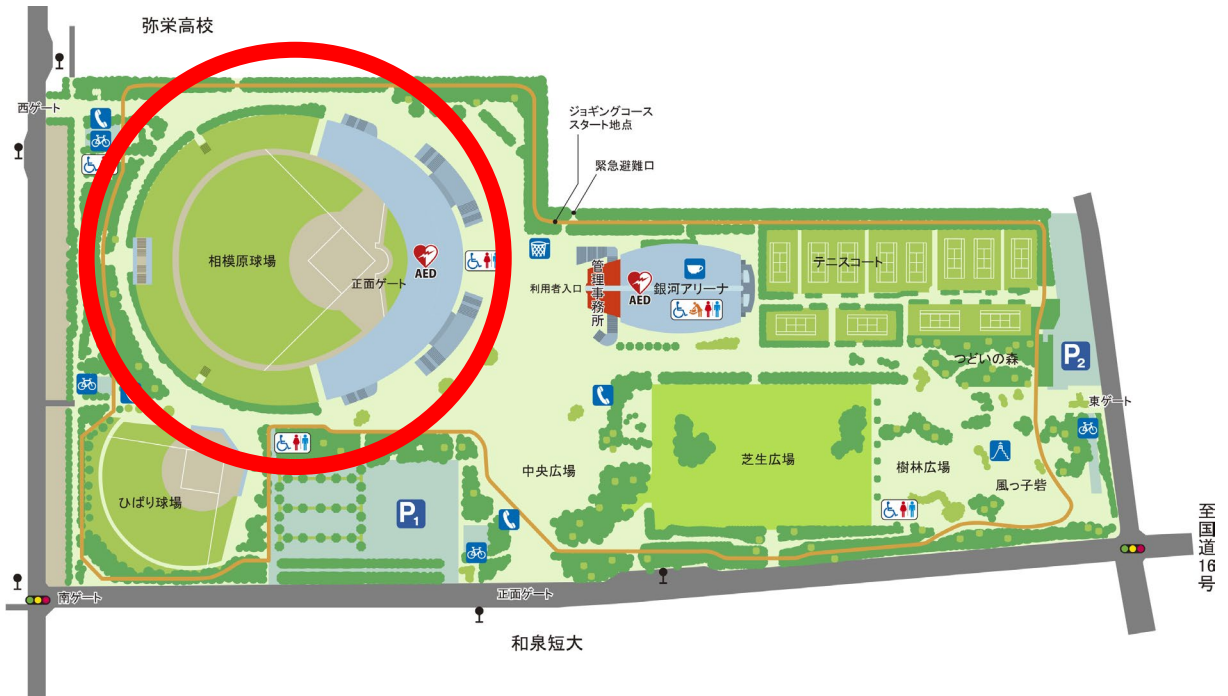 弥栄高校
西ゲート
ジョギングコース
スタート地点
緊急避難口
相模原球場
正面ゲート
AED
利用者入口
管理事務所
AED
銀河アリーナ
テニスコート
つどいの森
P2
東ゲート
ひばり球場
P1
中央広場
芝生広場
樹林広場
風っ子砦
至国道16号
南ゲート
正面ゲート
和泉短大